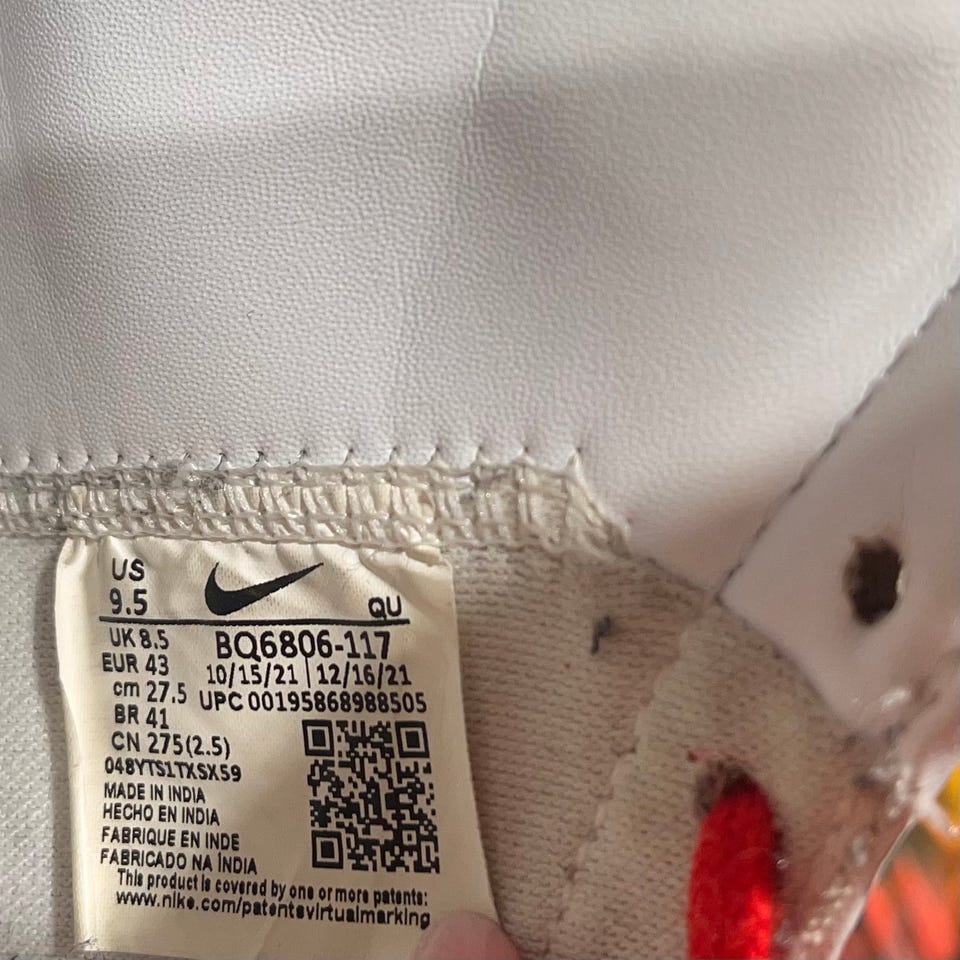 US
9.5
QU
UK 8.5
BQ6806-117
EUR 43
10/15/21 | 12/16/21
cm 27.5
UPC 00195868988505
BR 41
CN 275(2.5)
048YTS1TXSX59
MADE IN INDIA
HECHO EN INDIA
FABRIQUE EN INDE
FABRICADO NA ÍNDIA
This product is covered by one or more patents:
www.nike.com/patentsvirtualmarking